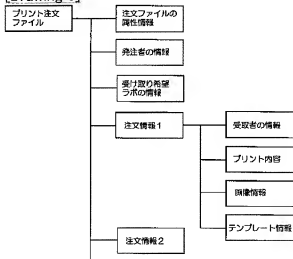 プリント注文
ファイル
注文ファイルの
属性情報
発注者の情報
受け取り希望
ラボの情報
注文情報1
受取者の情報
プリント内容
画像情報
テンプレート情報
注文情報2